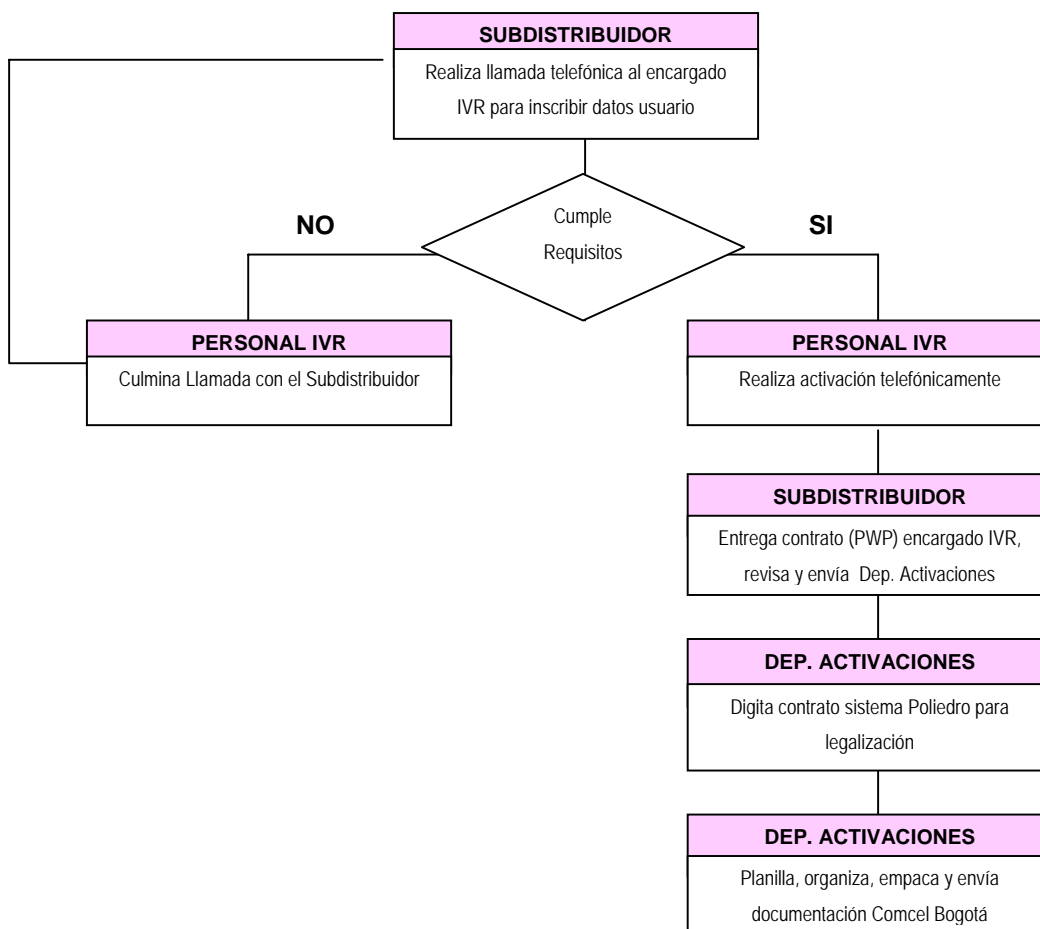 SUBDISTRIBUIDOR
Realiza llamada telefónica al encargado
IVR para inscribir datos usuario
Cumple
Requisitos
NO
SI
PERSONAL IVR
Culmina Llamada con el Subdistribuidor
PERSONAL IVR
Realiza activación telefónicamente
SUBDISTRIBUIDOR
Entrega contrato (PWP) encargado IVR,
revisa y envía Dep. Activaciones
DEP. ACTIVACIONES
Digita contrato sistema Poliedro para
legalización
DEP. ACTIVACIONES
Planilla, organiza, empaca y envía
documentación Comcel Bogotá